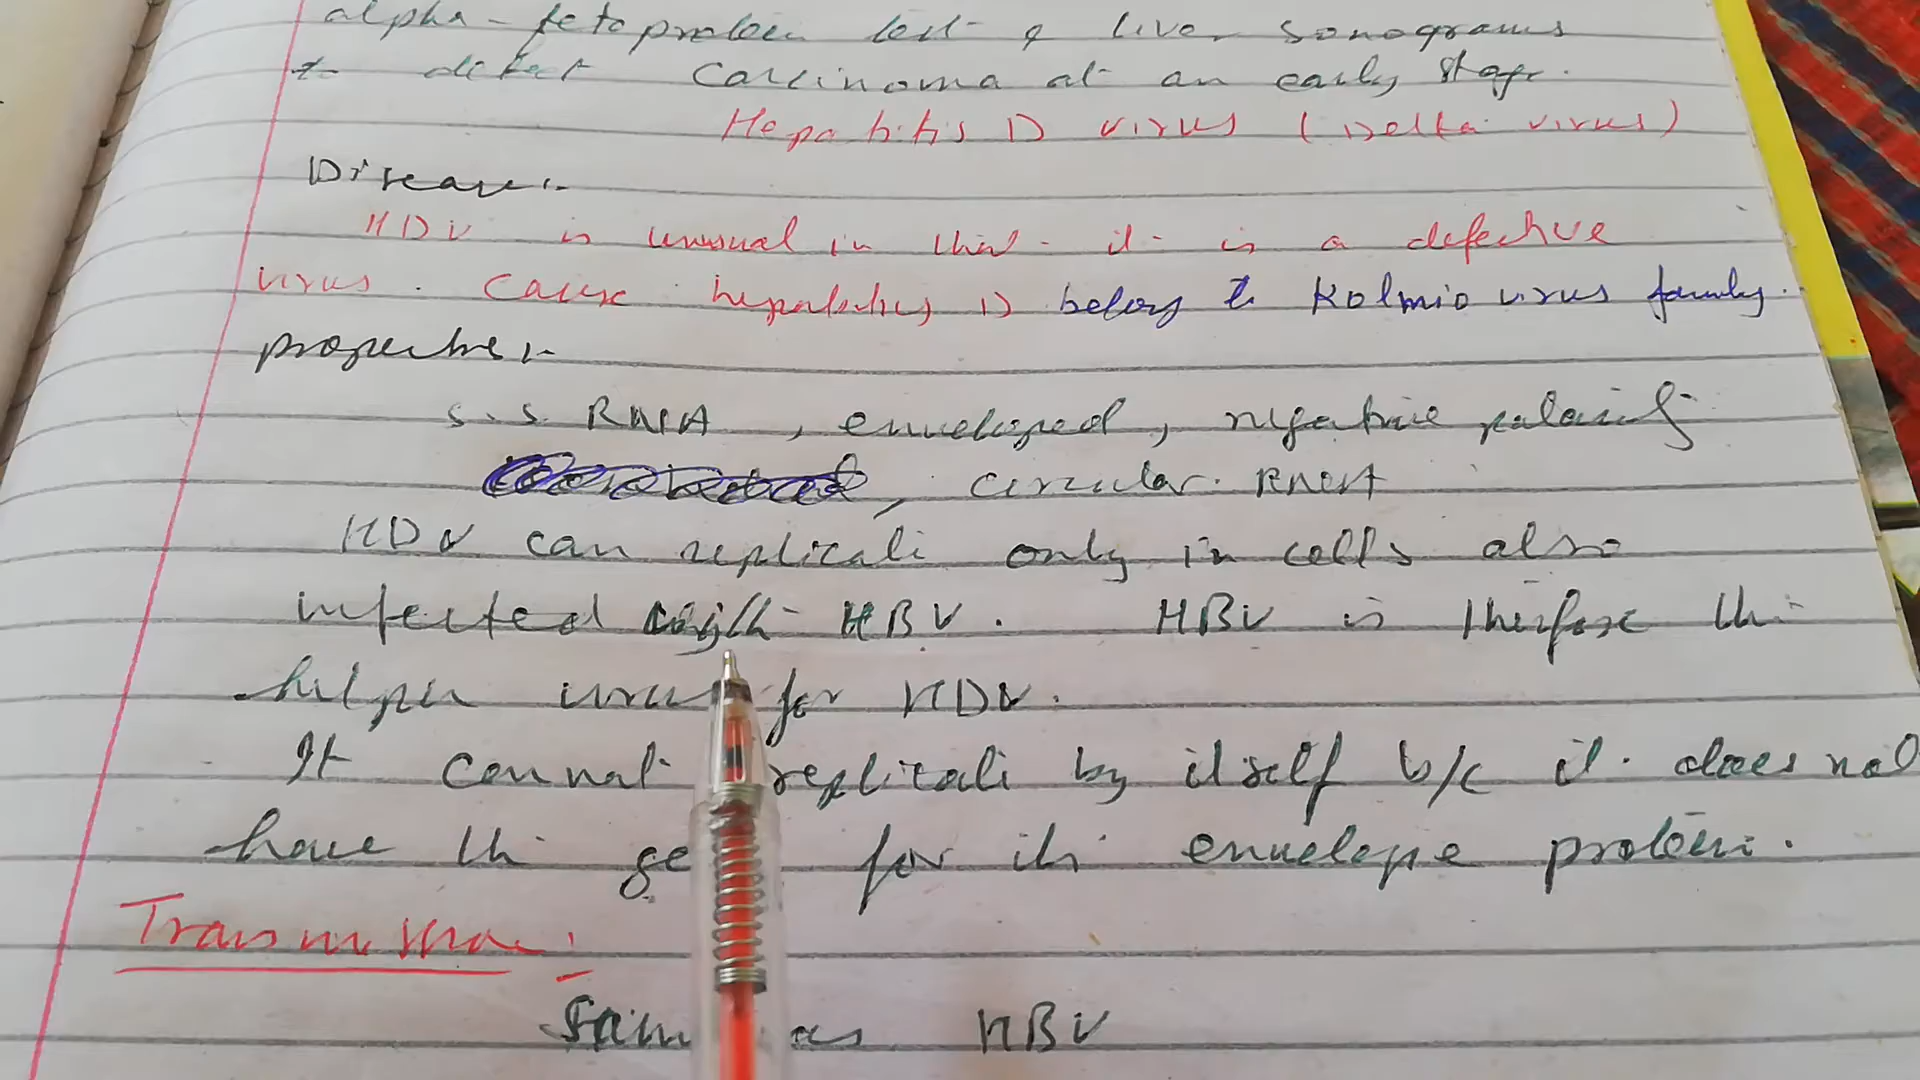 alpha-fetoprotein test & liver sonograms
to detect Carcinoma at an early stage.
Hepatitis D virus (Delta virus)
Disease:-
HDV is unusual in that it is a defective
virus. Cause hepatitis D belong to Kolmio virus family.
properties:-
S.S. RNA, enveloped, negative polarity
, circular RNA
HDV can replicate only in cells also
infected with HBV. HBV is therefore the
helper virus for HDV.
It cannot replicate by itself b/c it does not
have the ge for its envelope protein.
Transmission:-
Same as HBV